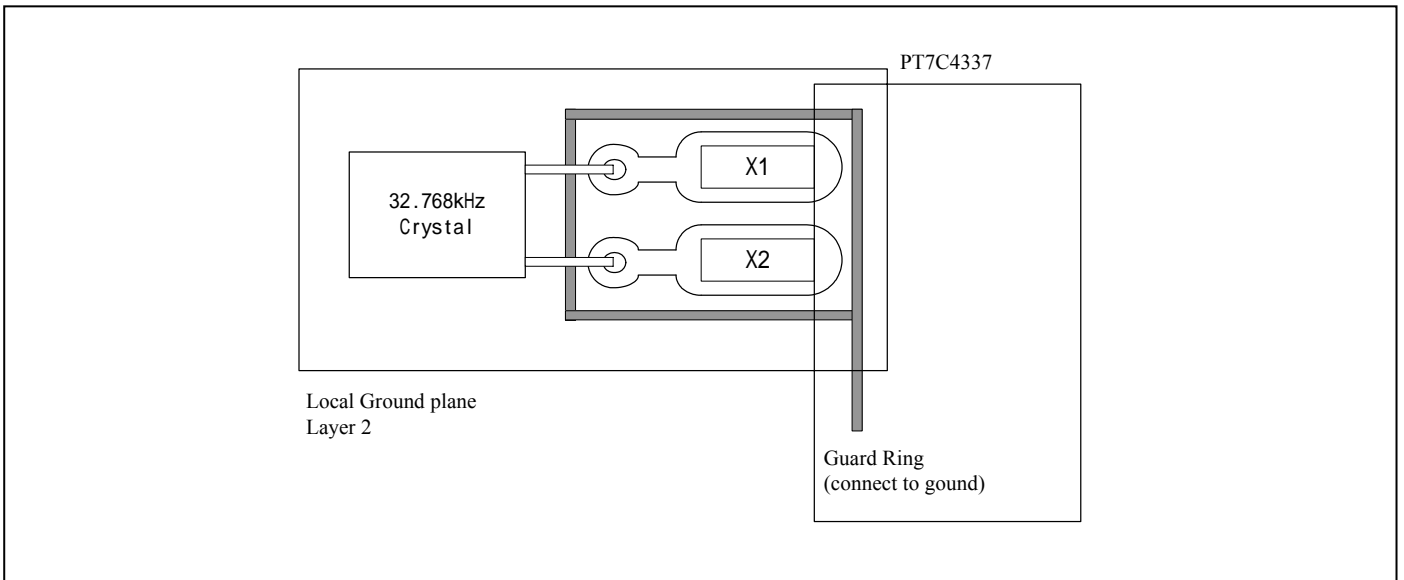 PT7C4337
32.768kHz
Crystal
X1
X2
Local Ground plane
Layer 2
Guard Ring
(connect to gound)